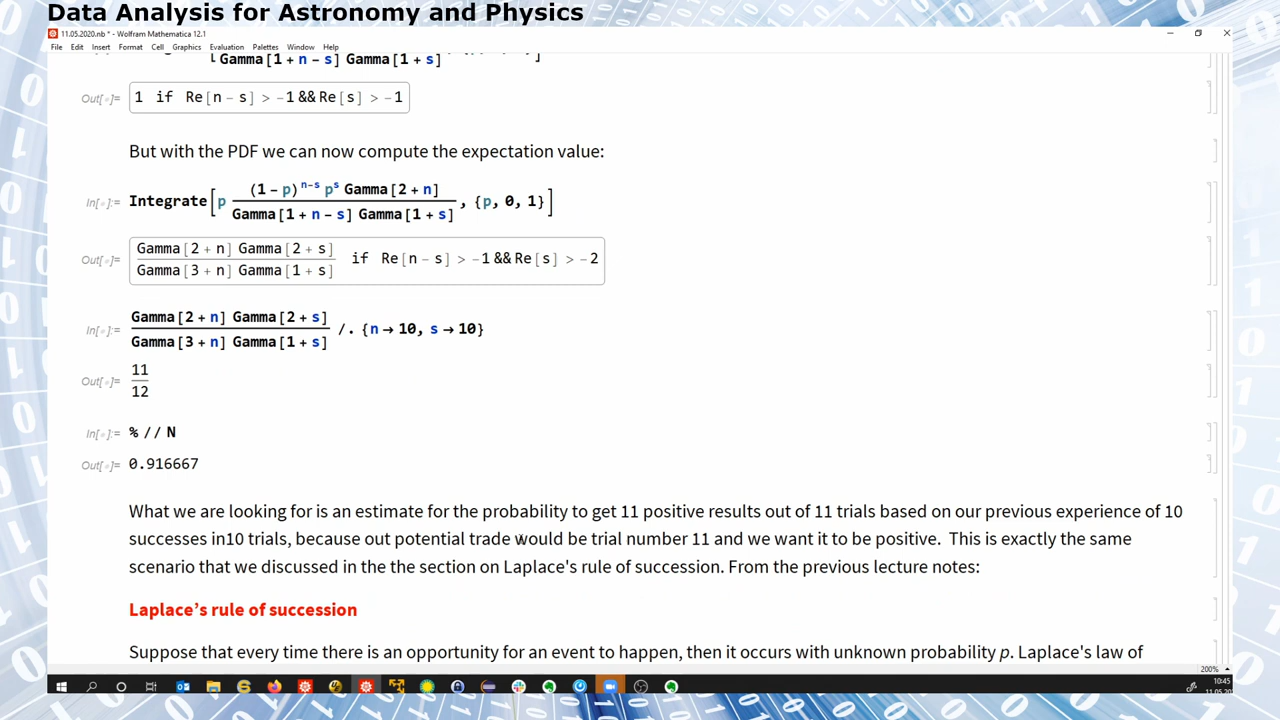 Data Analysis for Astronomy and Physics
11.05.2020.nb * - Wolfram Mathematica 12.1
File Edit Insert Format Cell Graphics Evaluation Palettes Window Help
Gamma[1 + n - s] Gamma[1 + s]
Out[•]= 1 if Re[n - s] > -1 && Re[s] > -1
But with the PDF we can now compute the expectation value:
In[•]:= Integrate[p (1 - p)^(n-s) p^s Gamma[2 + n]
Gamma[1 + n - s] Gamma[1 + s] , {p, 0, 1}]
Out[•]= Gamma[2 + n] Gamma[2 + s]
Gamma[3 + n] Gamma[1 + s] if Re[n - s] > -1 && Re[s] > -2
In[•]:= Gamma[2 + n] Gamma[2 + s]
Gamma[3 + n] Gamma[1 + s] /. {n → 10, s → 10}
Out[•]= 11
12
In[•]:= % // N
Out[•]= 0.916667
What we are looking for is an estimate for the probability to get 11 positive results out of 11 trials based on our previous experience of 10
successes in10 trials, because out potential trade would be trial number 11 and we want it to be positive. This is exactly the same
scenario that we discussed in the the section on Laplace's rule of succession. From the previous lecture notes:
Laplace's rule of succession
Suppose that every time there is an opportunity for an event to happen, then it occurs with unknown probability p. Laplace's law of
200%
10:45
11.05.20